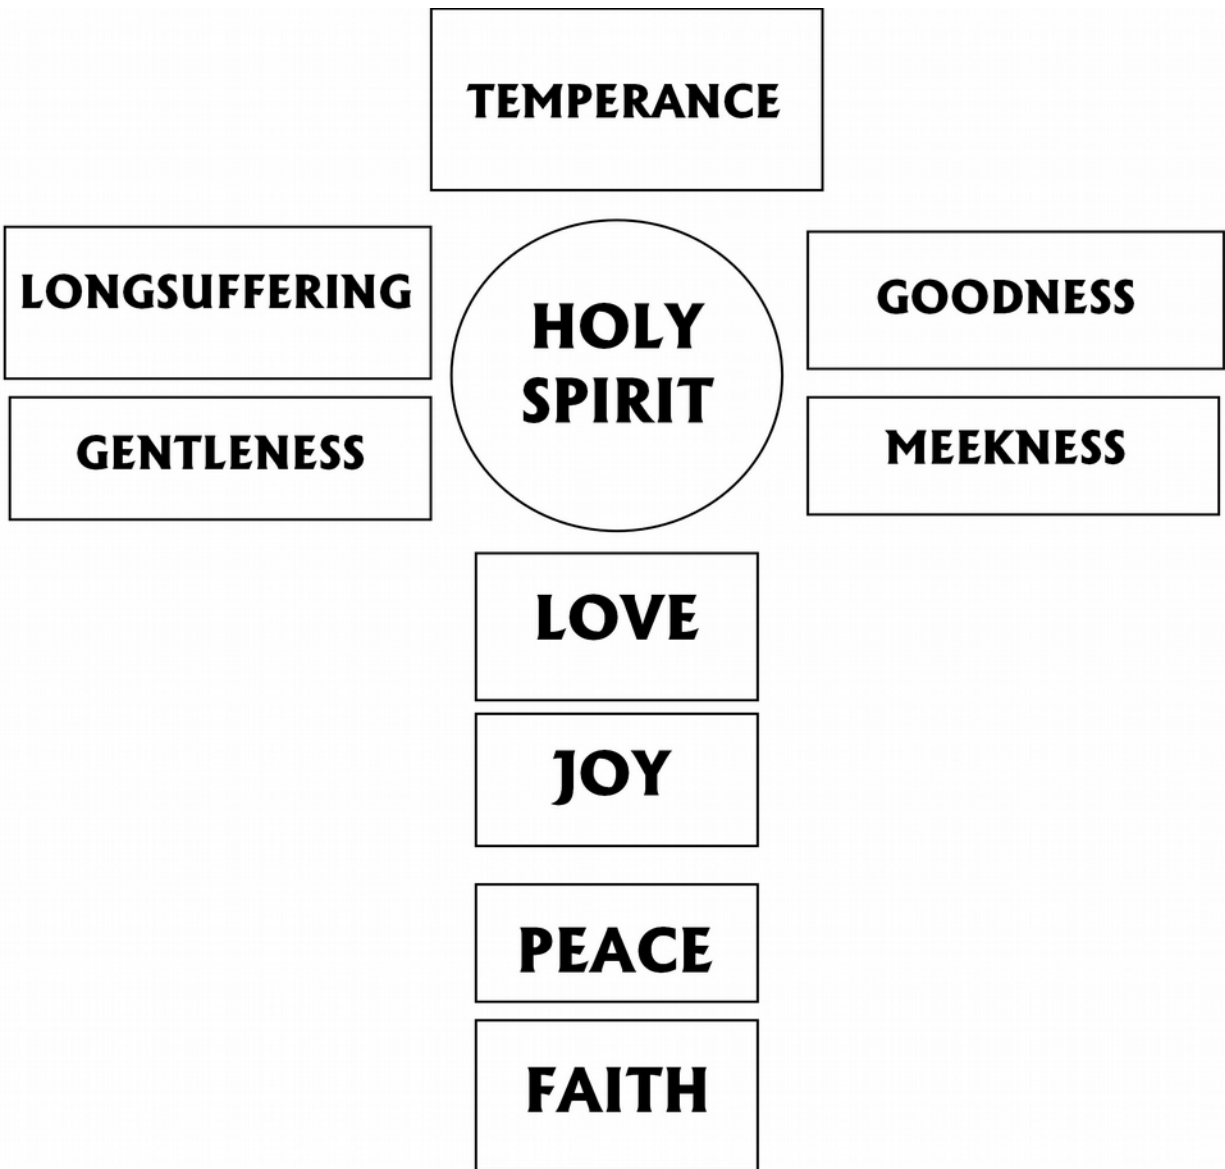 TEMPERANCE
LONGSUFFERING
HOLY
SPIRIT
GOODNESS
GENTLENESS
MEEKNESS
LOVE
JOY
PEACE
FAITH